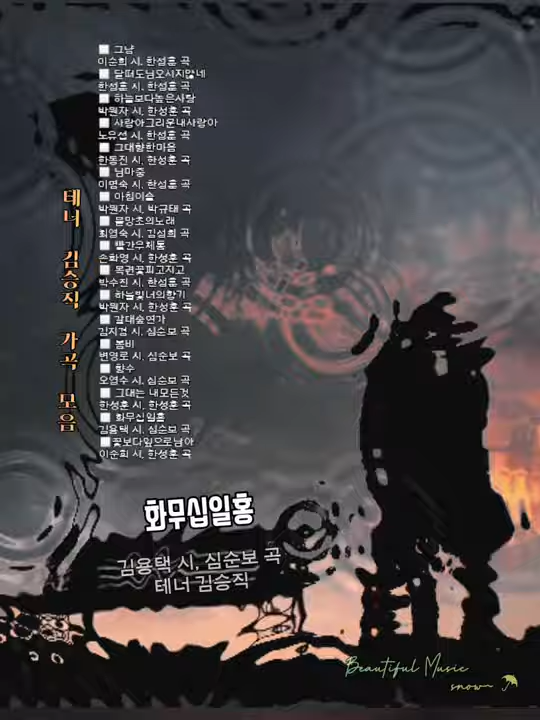 그냥
이순희 시, 한성훈 곡
달떠도님오시지않네
한성훈 시, 한성훈 곡
하늘보다높은사랑
박원자 시, 한성훈 곡
사랑아그리운내사랑아
노유섭 시, 한성훈 곡
그대향한마음
한동진 시, 한성훈 곡
님마중
이명숙 시, 한성훈 곡
아침이슬
박원자 시, 박규태 곡
물망초의노래
최영숙 시, 김성희 곡
빨간우체통
손화영 시, 한성훈 곡
목련꽃피고지고
박수진 시, 한성훈 곡
하늘빛너의향기
박원자 시, 한성훈 곡
갈대숲연가
김지겸 시, 심순보 곡
봄비
변영로 시, 심순보 곡
향수
오영수 시, 심순보 곡
그대는 내모든것
한성훈 시, 한성훈 곡
화무십일홍
김용택 시, 심순보 곡
꽃보다잎으로남아
이순희 시, 한성훈 곡
테너 김승직 가곡 모음
화무십일홍
김용택 시, 심순보 곡
테너 김승직
Beautiful Music
snow